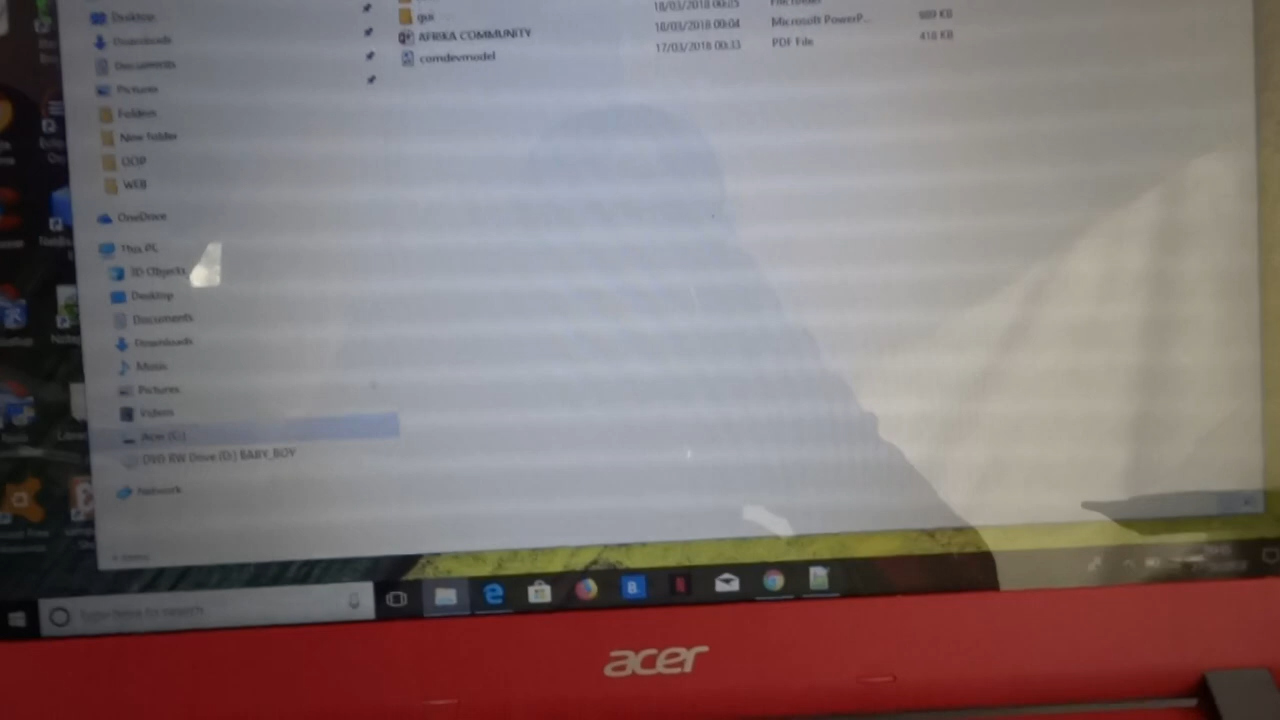 Desktop
Downloads
Documents
Pictures
Folders
New folder
OOP
WEB
OneDrive
This PC
3D Objects
Desktop
Documents
Downloads
Music
Pictures
Videos
Acer (C:)
DVD RW Drive (D:) BABY_BOY
Network
gui
18/03/2018 00:05
AFRIKA COMMUNITY
18/03/2018 00:04
Microsoft PowerP...
989 KB
comdevmodel
17/03/2018 00:33
PDF File
418 KB
Type here to search
B.
acer